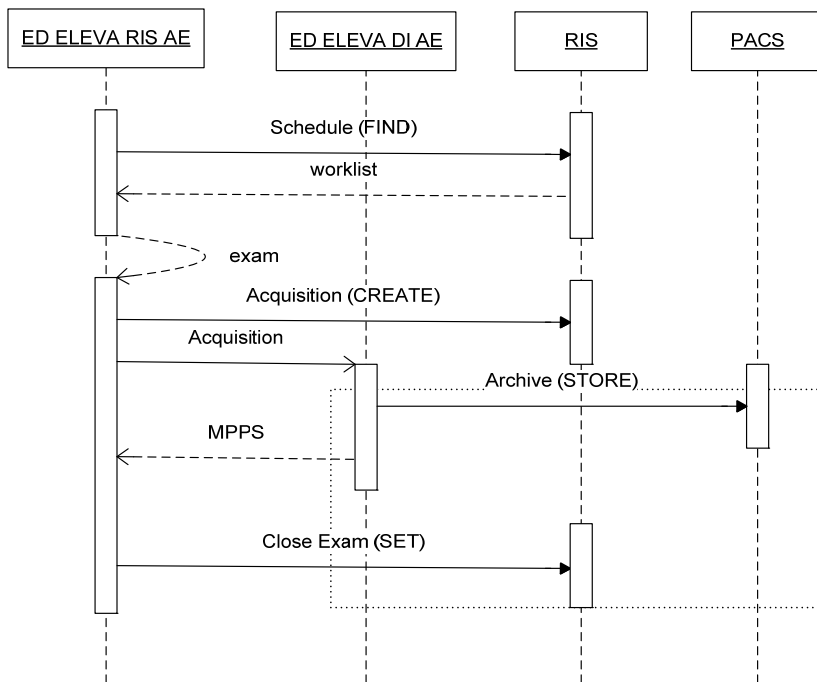 ED ELEVA RIS AE
ED ELEVA DI AE
RIS
PACS
Schedule (FIND)
worklist
exam
Acquisition (CREATE)
Acquisition
Archive (STORE)
MPPS
Close Exam (SET)